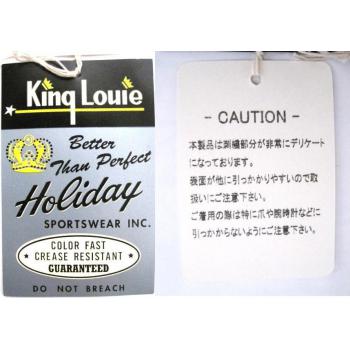 King Louie
Better
Than Perfect
Holiday
SPORTSWEAR INC.
COLOR FAST
CREASE RESISTANT
GUARANTEED
DO NOT BREACH
- CAUTION -
本製品は刺繍部分が非常にデリケート
になっております。
表面が他に引っかかりやすいので取
扱いにご注意下さい。
ご着用の際は特に爪や腕時計などに
引っかからないようにご注意下さい。